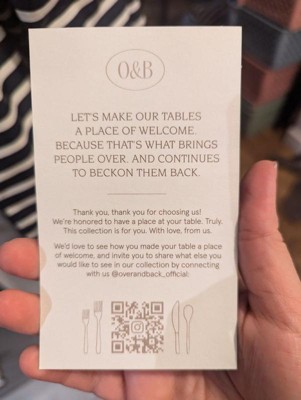 O&B
LET'S MAKE OUR TABLES
A PLACE OF WELCOME.
BECAUSE THAT'S WHAT BRINGS
PEOPLE OVER. AND CONTINUES
TO BECKON THEM BACK.
Thank you, thank you for choosing us!
We're honored to have a place at your table. Truly.
This collection is for you. With love, from us.
We'd love to see how you made your table a place
of welcome, and invite you to share what else you
would like to see in our collection by connecting
with us @overandback_official: